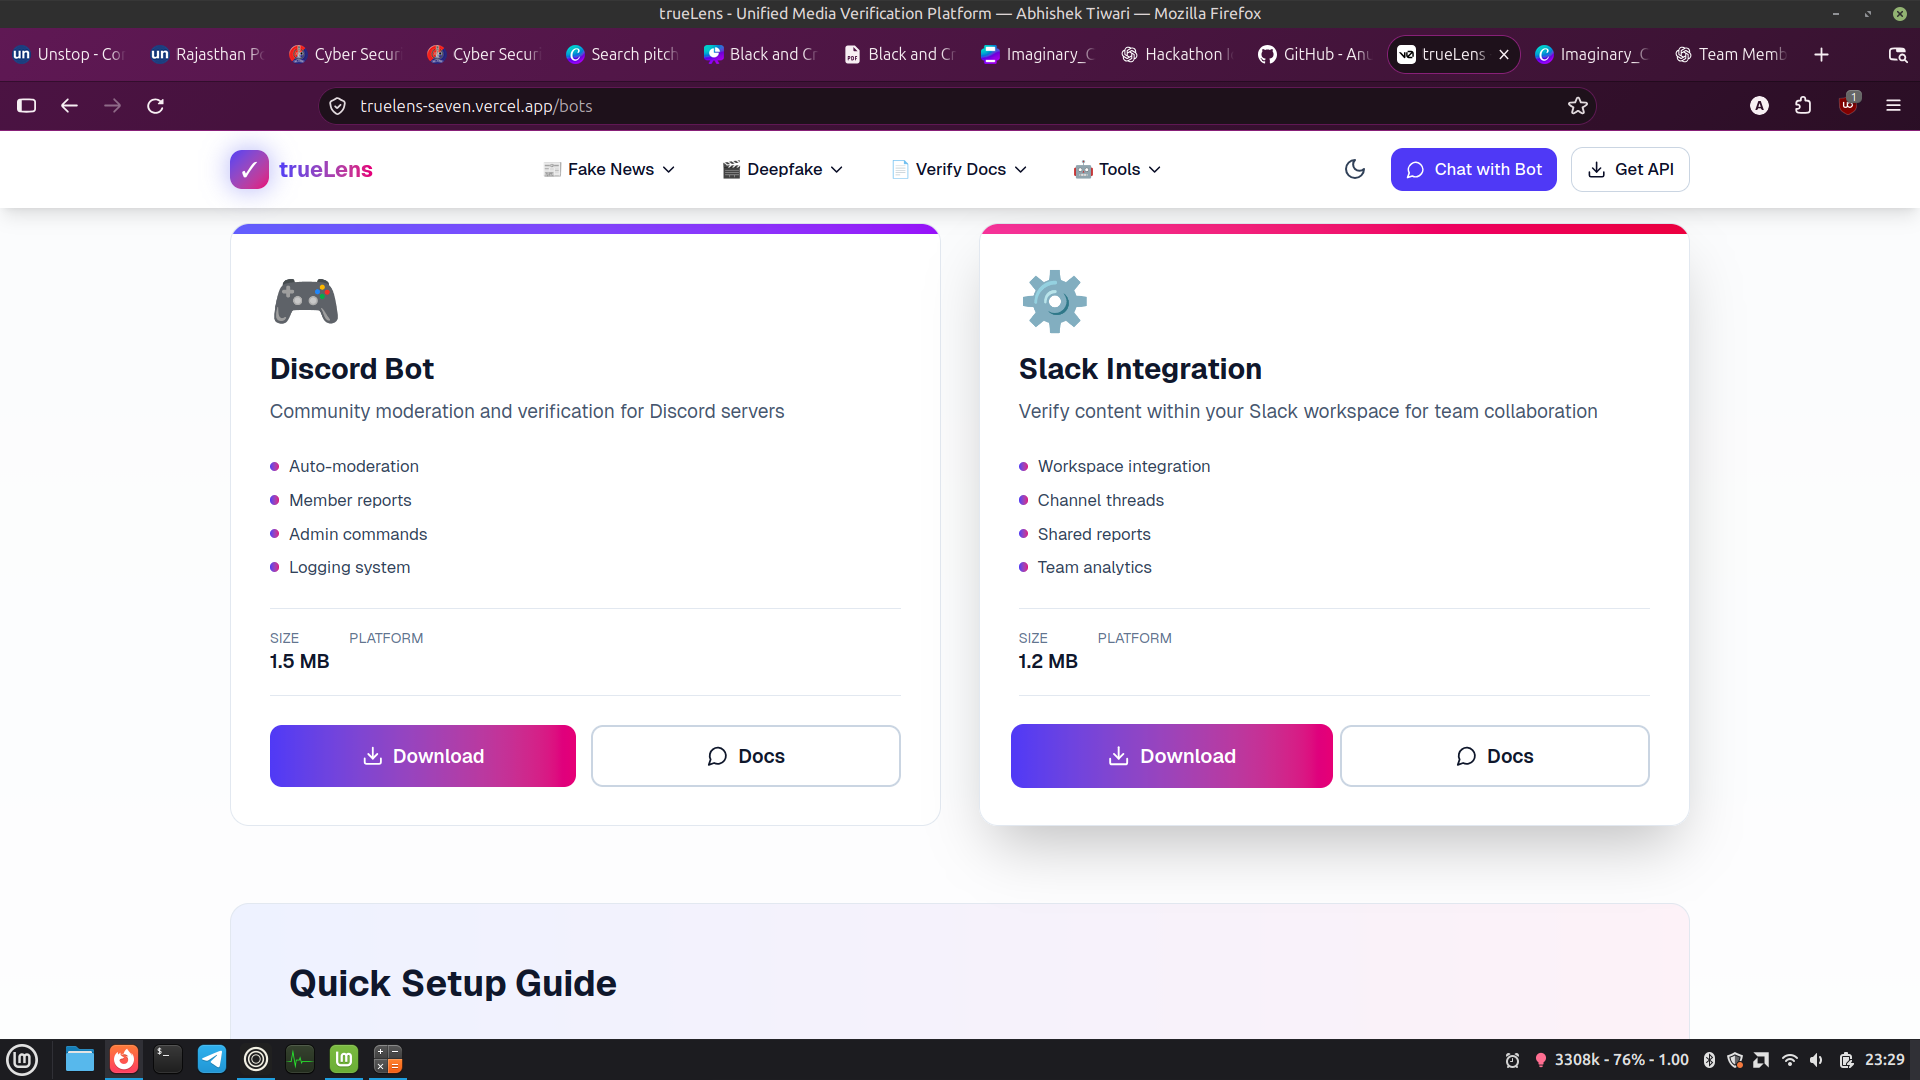 trueLens - Unified Media Verification Platform — Abhishek Tiwari — Mozilla Firefox
Unstop - Co
Rajasthan Po
Cyber Securi
Cyber Securi
Search pitch
Black and Cr
Black and Cr
Imaginary_C
Hackathon
GitHub - Anu
trueLens
Imaginary_C
Team Memb
truelens-seven.vercel.app/bots
A
1
trueLens
Fake News
Deepfake
Verify Docs
Tools
Chat with Bot
Get API
Discord Bot
Community moderation and verification for Discord servers
Auto-moderation
Member reports
Admin commands
Logging system
SIZE PLATFORM
1.5 MB
Download
Docs
Slack Integration
Verify content within your Slack workspace for team collaboration
Workspace integration
Channel threads
Shared reports
Team analytics
SIZE PLATFORM
1.2 MB
Download
Docs
Quick Setup Guide
3308k - 76% - 1.00
23:29